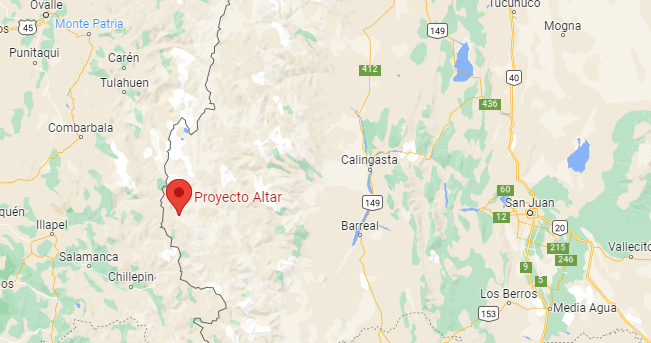 Ovalle
45
Monte Patria
Punitaqui
Carén
Tulahuen
Combarbala
Illapel
Salamanca
Chillepin
Proyecto Altar
Tucunuco
149
Mogna
412
40
436
Calingasta
60
149
San Juan
12
20
Barreal
215
Vallecito
246
9
5
Los Berros
Media Agua
153